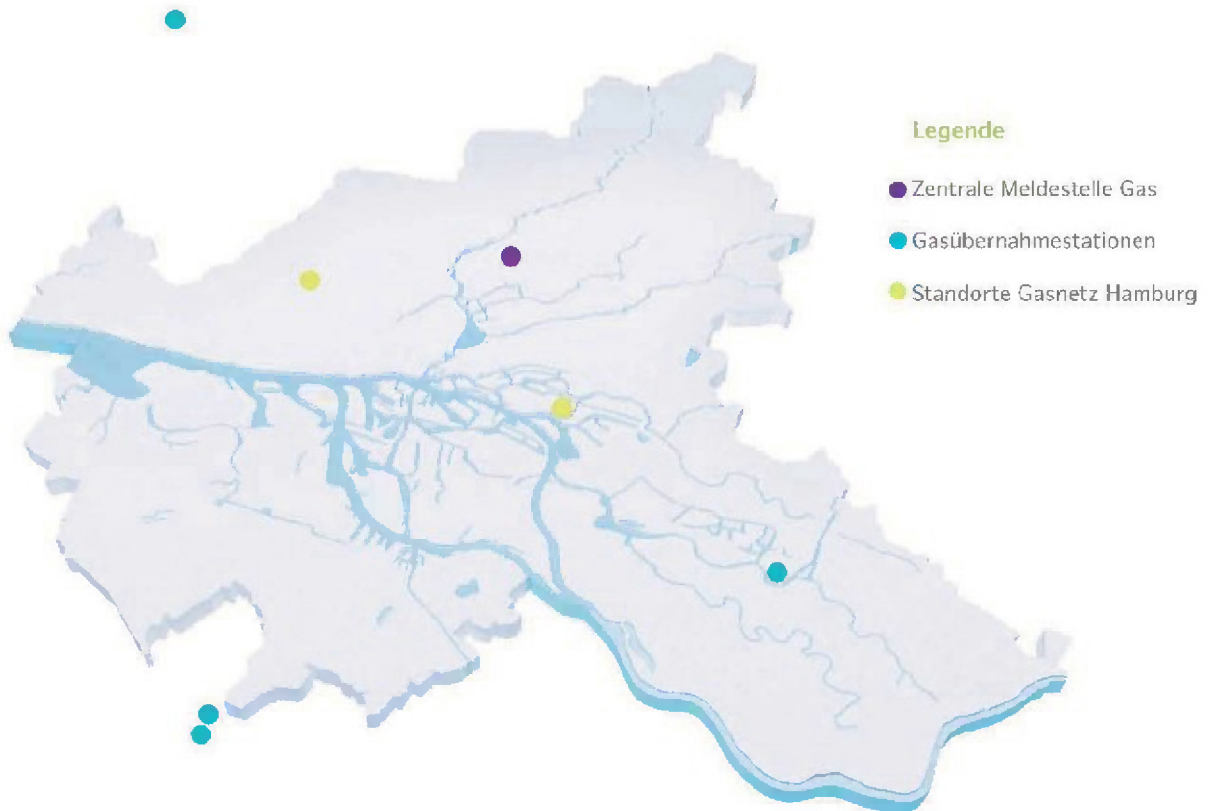 Legende
Zentrale Meldestelle Gas
Gasübernahmestationen
Standorte Gasnetz Hamburg